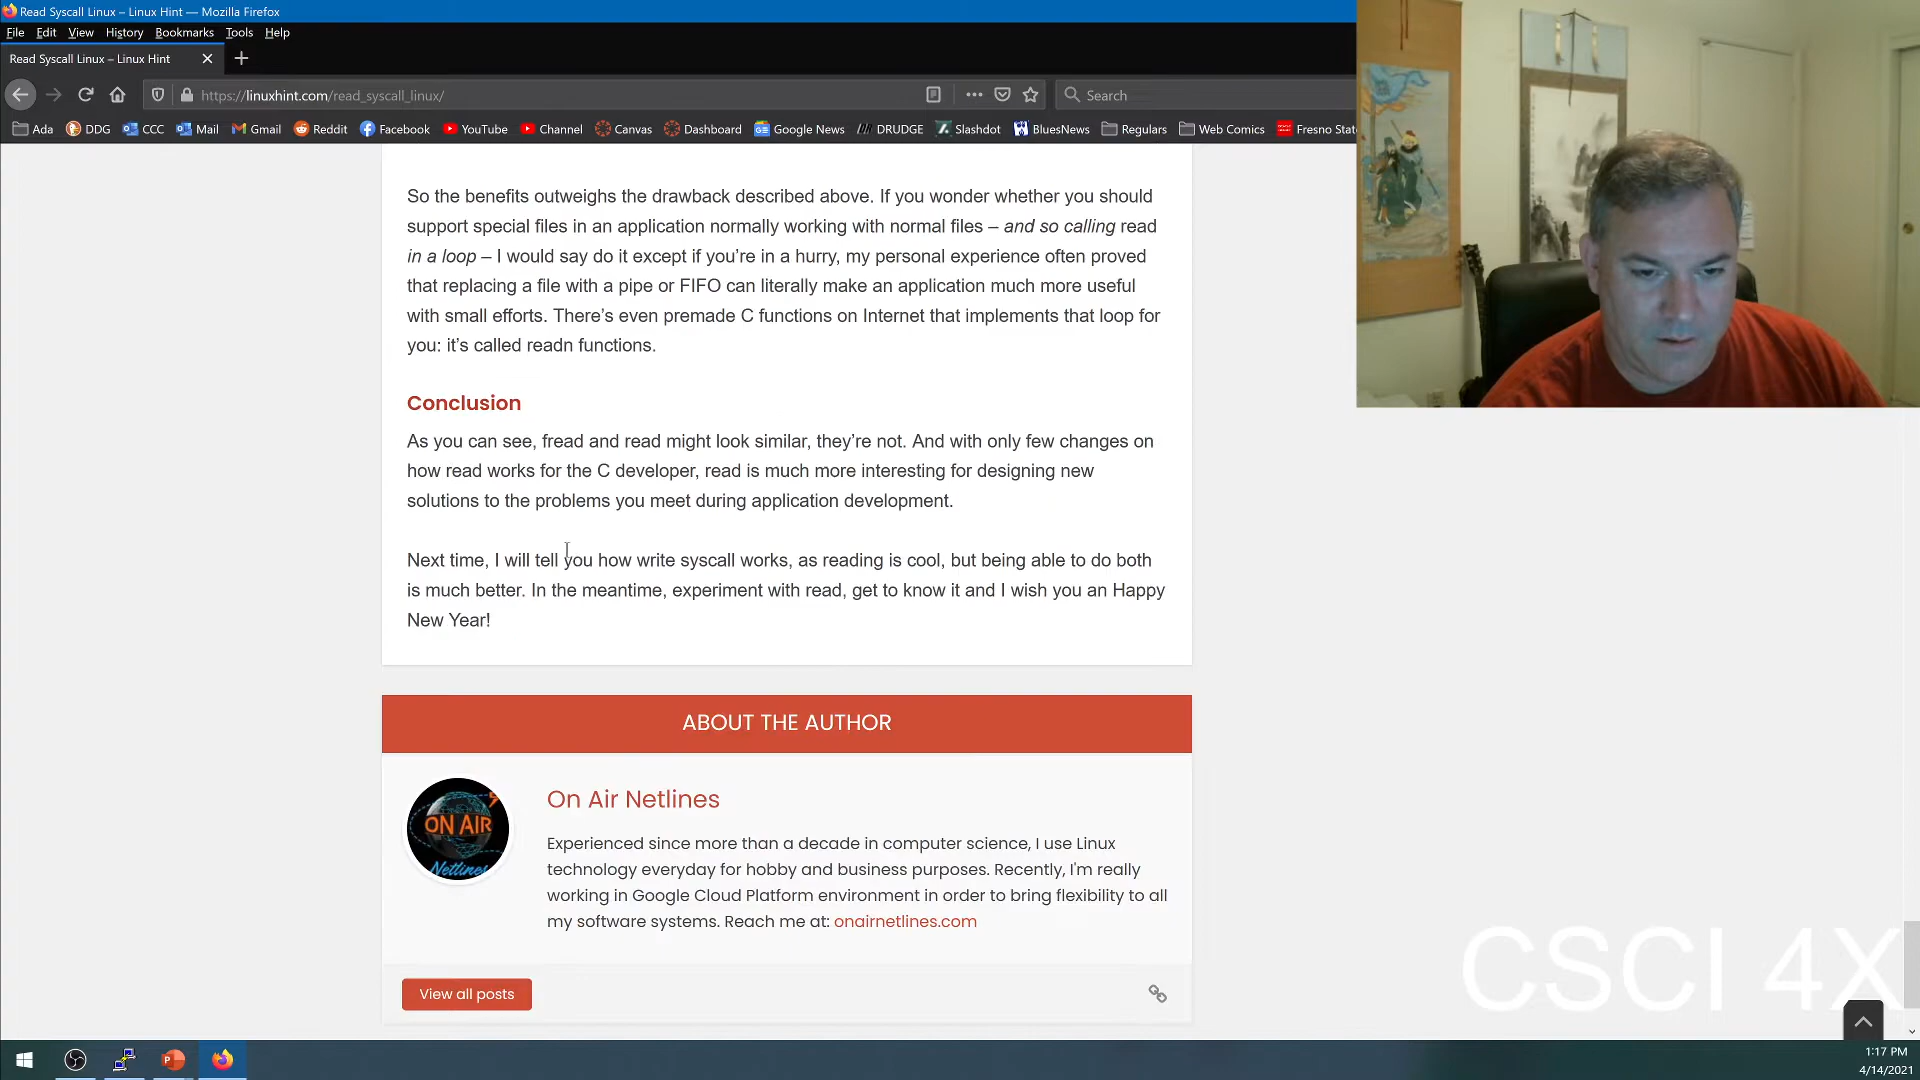 Read Syscall Linux – Linux Hint — Mozilla Firefox
File Edit View History Bookmarks Tools Help
Read Syscall Linux – Linux Hint
https://linuxhint.com/read_syscall_linux/
Search
Ada DDG CCC Mail Gmail Reddit Facebook YouTube Channel Canvas Dashboard Google News DRUDGE Slashdot BluesNews Regulars Web Comics Fresno Stat
So the benefits outweighs the drawback described above. If you wonder whether you should
support special files in an application normally working with normal files – and so calling read
in a loop – I would say do it except if you’re in a hurry, my personal experience often proved
that replacing a file with a pipe or FIFO can literally make an application much more useful
with small efforts. There’s even premade C functions on Internet that implements that loop for
you: it’s called readn functions.
Conclusion
As you can see, fread and read might look similar, they’re not. And with only few changes on
how read works for the C developer, read is much more interesting for designing new
solutions to the problems you meet during application development.
Next time, I will tell you how write syscall works, as reading is cool, but being able to do both
is much better. In the meantime, experiment with read, get to know it and I wish you an Happy
New Year!
ABOUT THE AUTHOR
ON AIR
Netlines
On Air Netlines
Experienced since more than a decade in computer science, I use Linux
technology everyday for hobby and business purposes. Recently, I'm really
working in Google Cloud Platform environment in order to bring flexibility to all
my software systems. Reach me at: onairnetlines.com
View all posts
CSCI 4X
1:17 PM
4/14/2021